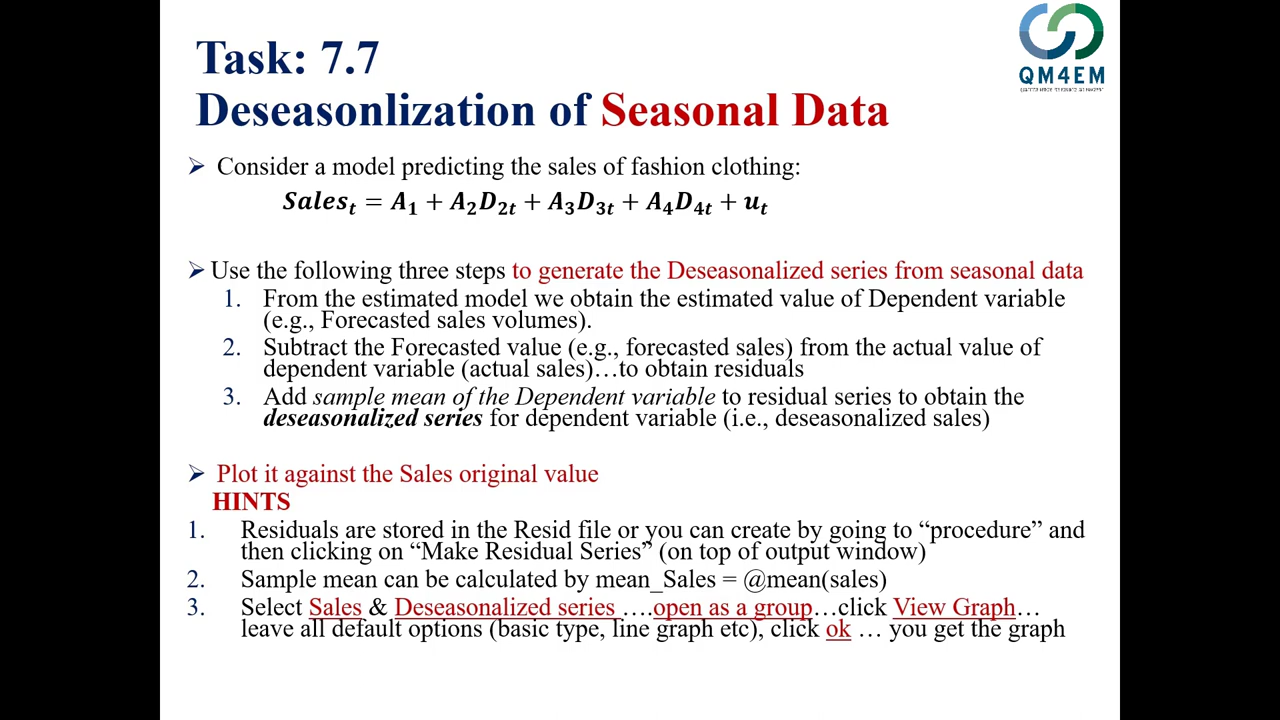 QM4EM
Task: 7.7
Deseasonlization of Seasonal Data
➢ Consider a model predicting the sales of fashion clothing:
Sales_t = A_1 + A_2D_2t + A_3D_3t + A_4D_4t + u_t
➢ Use the following three steps to generate the Deseasonalized series from seasonal data
1. From the estimated model we obtain the estimated value of Dependent variable
(e.g., Forecasted sales volumes).
2. Subtract the Forecasted value (e.g., forecasted sales) from the actual value of
dependent variable (actual sales)…to obtain residuals
3. Add sample mean of the Dependent variable to residual series to obtain the
deseasonalized series for dependent variable (i.e., deseasonalized sales)
➢ Plot it against the Sales original value
HINTS
1. Residuals are stored in the Resid file or you can create by going to “procedure” and
then clicking on “Make Residual Series” (on top of output window)
2. Sample mean can be calculated by mean_Sales = @mean(sales)
3. Select Sales & Deseasonalized series ….open as a group…click View Graph…
leave all default options (basic type, line graph etc), click ok … you get the graph